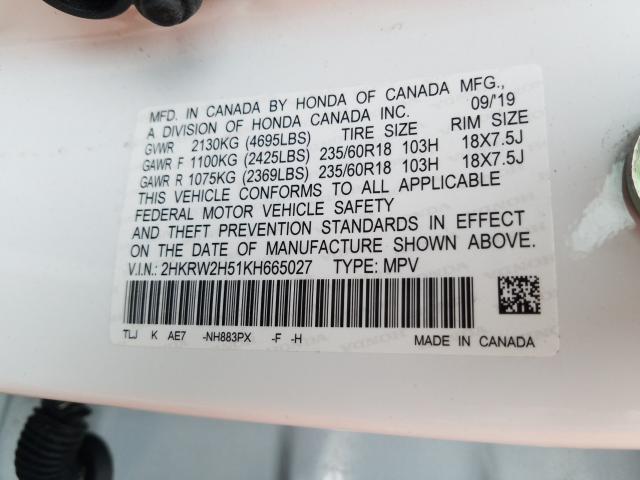 MFD. IN CANADA BY HONDA OF CANADA MFG.,
A DIVISION OF HONDA CANADA INC. 09/'19
GVWR 2130KG (4695LBS) TIRE SIZE RIM SIZE
GAWR F 1100KG (2425LBS) 235/60R18 103H 18X7.5J
GAWR R 1075KG (2369LBS) 235/60R18 103H 18X7.5J
THIS VEHICLE CONFORMS TO ALL APPLICABLE
FEDERAL MOTOR VEHICLE SAFETY
AND THEFT PREVENTION STANDARDS IN EFFECT
ON THE DATE OF MANUFACTURE SHOWN ABOVE.
V.I.N.: 2HKRW2H51KH665027 TYPE: MPV
TLJ K AE7 -NH883PX -F -H MADE IN CANADA